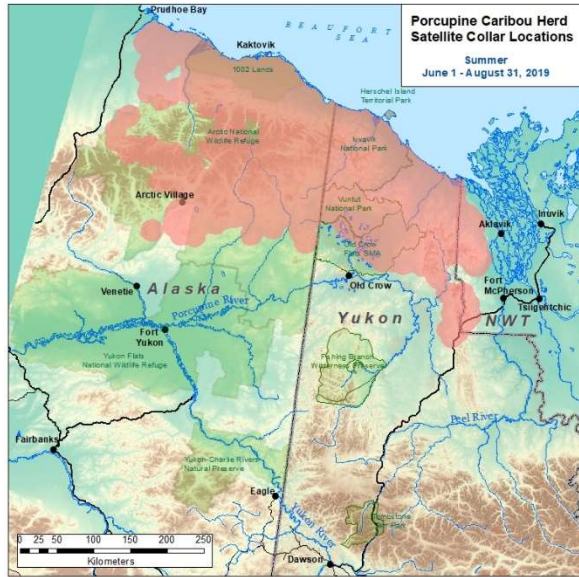 Porcupine Caribou Herd
Satellite Collar Locations
Summer
June 1 - August 31, 2019
Prudhoe Bay
BEAUFORT
SEA
Kaktovik
1002 Lands
Herschel Island
Territorial Park
Arctic National
Wildlife Refuge
Ivvavik
National Park
Arctic Village
Vuntut
National Park
Aklavik
Inuvik
Old Crow
Flats SMA
Old Crow
Venetie
Alaska
Fort
McPherson
Tsiigehtchic
Porcupine River
Yukon
NWT
Fort
Yukon
Yukon Flats
National Wildlife Refuge
Fishing Branch
Wilderness Preserve
Peel River
Fairbanks
Yukon-Charlie Rivers
Natural Preserve
Eagle
Yukon River
Dawson
0 25 50 100 150 200 250
Kilometers